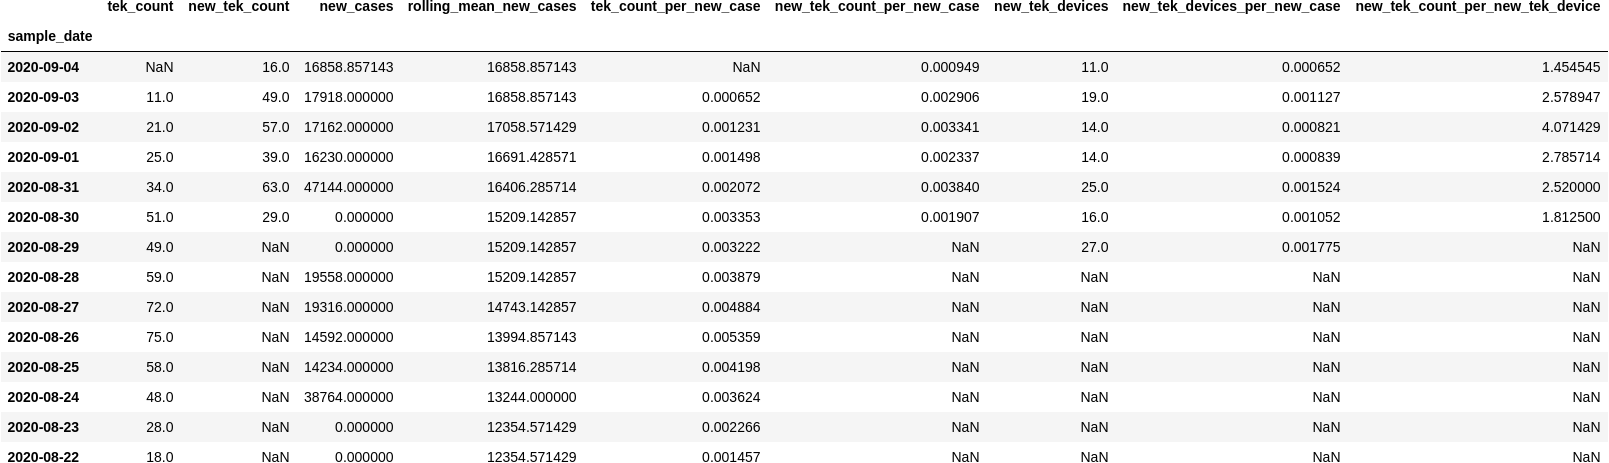 tek_count new_tek_count new_cases rolling_mean_new_cases tek_count_per_new_case new_tek_count_per_new_case new_tek_devices new_tek_devices_per_new_case new_tek_count_per_new_tek_device
sample_date
2020-09-04 NaN 16.0 16858.857143 16858.857143 NaN 0.000949 11.0 0.000652 1.454545
2020-09-03 11.0 49.0 17918.000000 16858.857143 0.000652 0.002906 19.0 0.001127 2.578947
2020-09-02 21.0 57.0 17162.000000 17058.571429 0.001231 0.003341 14.0 0.000821 4.071429
2020-09-01 25.0 39.0 16230.000000 16691.428571 0.001498 0.002337 14.0 0.000839 2.785714
2020-08-31 34.0 63.0 47144.000000 16406.285714 0.002072 0.003840 25.0 0.001524 2.520000
2020-08-30 51.0 29.0 0.000000 15209.142857 0.003353 0.001907 16.0 0.001052 1.812500
2020-08-29 49.0 NaN 0.000000 15209.142857 0.003222 NaN 27.0 0.001775 NaN
2020-08-28 59.0 NaN 19558.000000 15209.142857 0.003879 NaN NaN NaN NaN
2020-08-27 72.0 NaN 19316.000000 14743.142857 0.004884 NaN NaN NaN NaN
2020-08-26 75.0 NaN 14592.000000 13994.857143 0.005359 NaN NaN NaN NaN
2020-08-25 58.0 NaN 14234.000000 13816.285714 0.004198 NaN NaN NaN NaN
2020-08-24 48.0 NaN 38764.000000 13244.000000 0.003624 NaN NaN NaN NaN
2020-08-23 28.0 NaN 0.000000 12354.571429 0.002266 NaN NaN NaN NaN
2020-08-22 18.0 NaN 0.000000 12354.571429 0.001457 NaN NaN NaN NaN